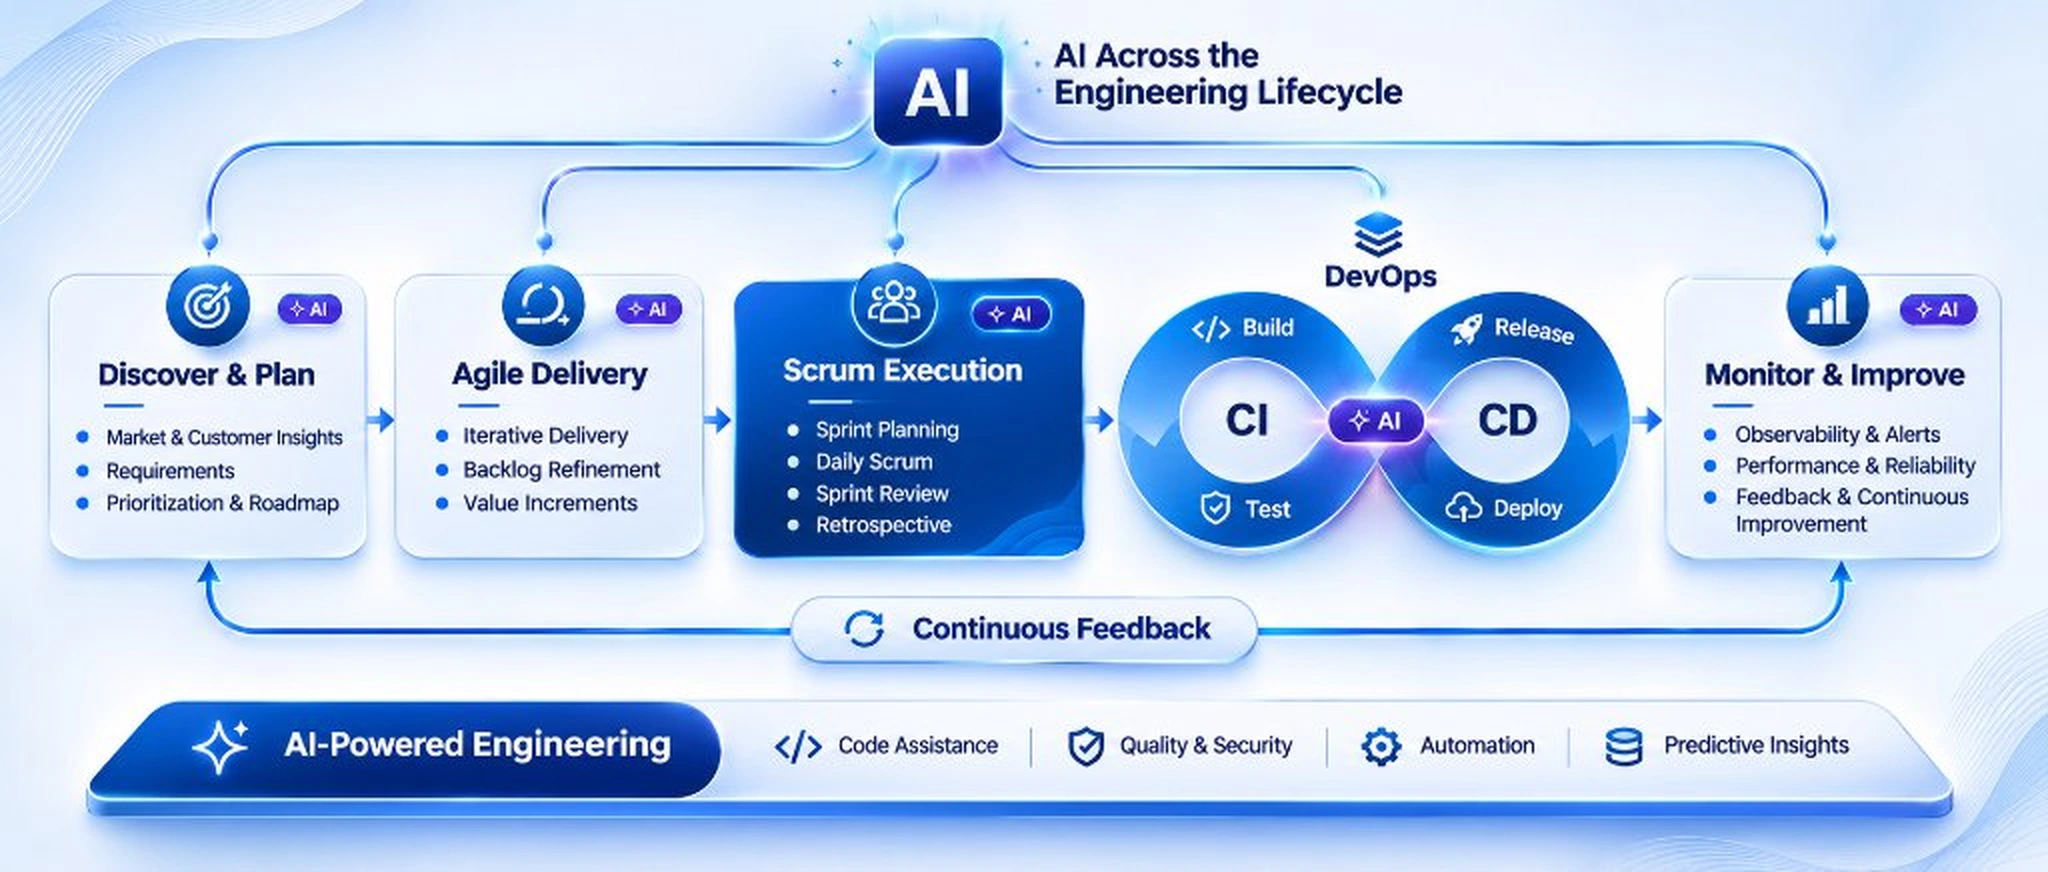 AI
AI Across the
Engineering Lifecycle
DevOps
AI
Discover & Plan
Market & Customer Insights
Requirements
Prioritization & Roadmap
AI
Agile Delivery
Iterative Delivery
Backlog Refinement
Value Increments
AI
Scrum Execution
Sprint Planning
Daily Scrum
Sprint Review
Retrospective
</> Build
CI
Test
AI
Release
CD
Deploy
AI
Monitor & Improve
Observability & Alerts
Performance & Reliability
Feedback & Continuous
Improvement
Continuous Feedback
AI-Powered Engineering
</> Code Assistance
Quality & Security
Automation
Predictive Insights